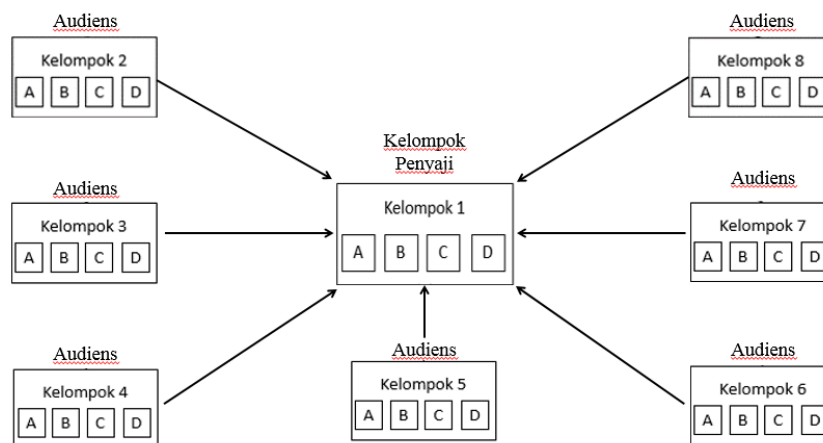 Audiens
Kelompok 2
A B C D
Audiens
Kelompok 8
A B C D
Kelompok
Penyaji
Kelompok 1
A B C D
Audiens
Kelompok 3
A B C D
Audiens
Kelompok 7
A B C D
Audiens
Kelompok 4
A B C D
Audiens
Kelompok 5
A B C D
Audiens
Kelompok 6
A B C D